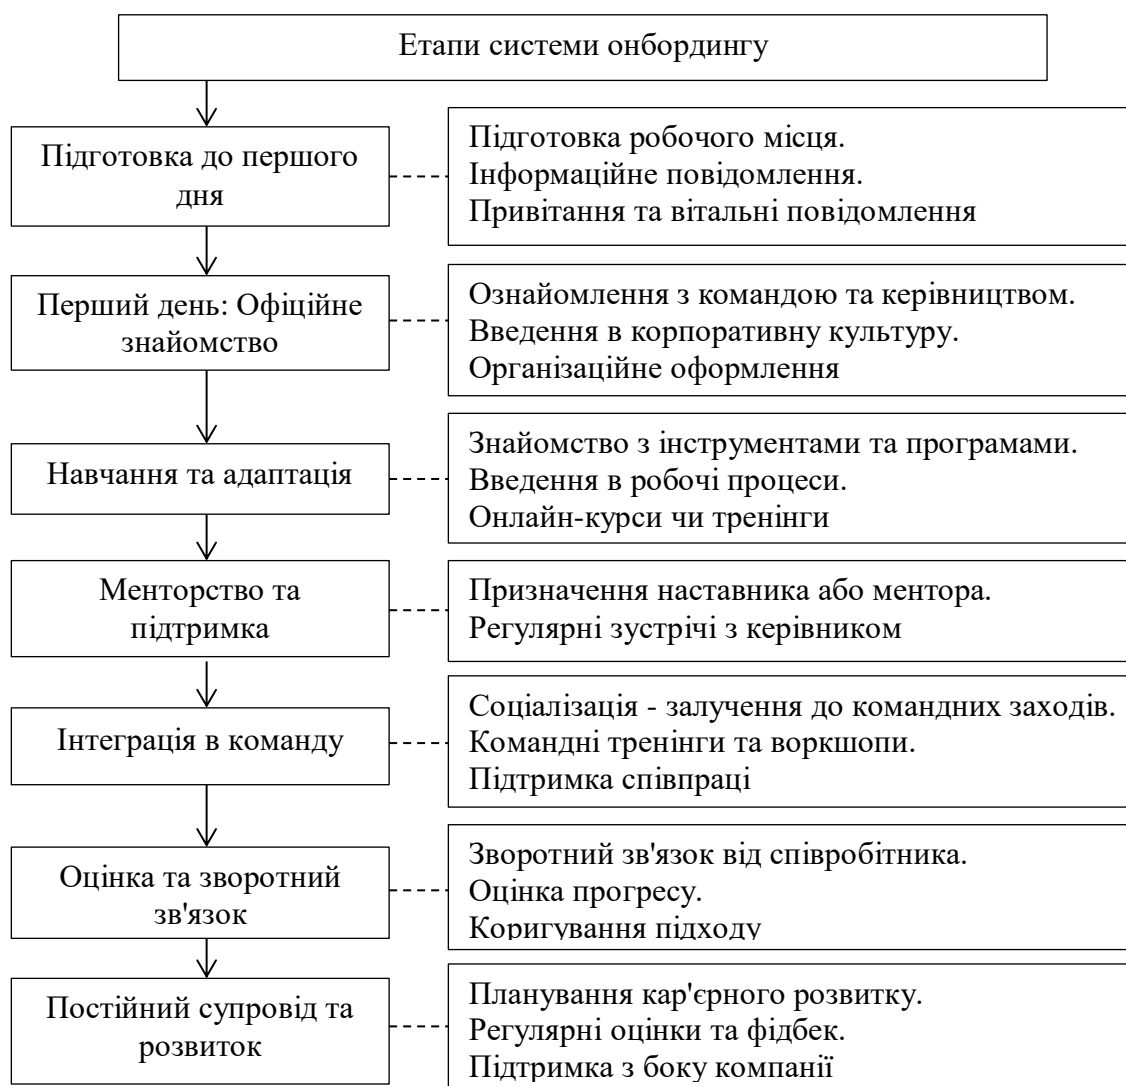 Етапи системи онбордингу
Підготовка до першого
дня
Підготовка робочого місця.
Інформаційне повідомлення.
Привітання та вітальні повідомлення
Перший день: Офіційне
знайомство
Ознайомлення з командою та керівництвом.
Введення в корпоративну культуру.
Організаційне оформлення
Навчання та адаптація
Знайомство з інструментами та програмами.
Введення в робочі процеси.
Онлайн-курси чи тренінги
Менторство та
підтримка
Призначення наставника або ментора.
Регулярні зустрічі з керівником
Інтеграція в команду
Соціалізація - залучення до командних заходів.
Командні тренінги та воркшопи.
Підтримка співпраці
Оцінка та зворотний
зв'язок
Зворотний зв'язок від співробітника.
Оцінка прогресу.
Коригування підходу
Постійний супровід та
розвиток
Планування кар'єрного розвитку.
Регулярні оцінки та фідбек.
Підтримка з боку компанії